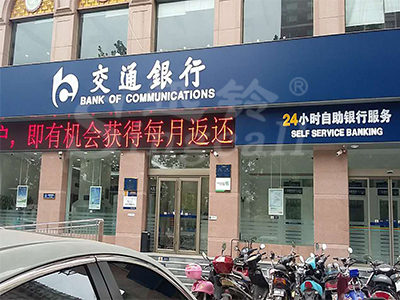 交通銀行
BANK OF COMMUNICATIONS
24小时自助银行服务
SELF SERVICE BANKING
户，即有机会获得每月返还